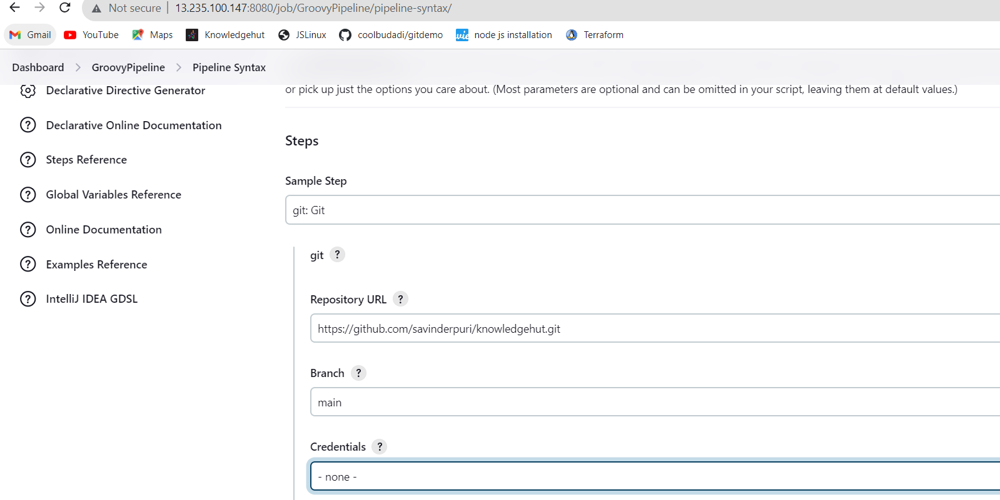 Not secure | 13.235.100.147:8080/job/GroovyPipeline/pipeline-syntax/
Gmail YouTube Maps Knowledgehut JSLinux coolbudadi/gitdemo node js installation Terraform
Dashboard > GroovyPipeline > Pipeline Syntax
Declarative Directive Generator
Declarative Online Documentation
Steps Reference
Global Variables Reference
Online Documentation
Examples Reference
IntelliJ IDEA GDSL
or pick up just the options you care about. (Most parameters are optional and can be omitted in your script, leaving them at default values.)
Steps
Sample Step
git: Git
git ?
Repository URL ?
https://github.com/savinderpuri/knowledgehut.git
Branch ?
main
Credentials ?
- none -